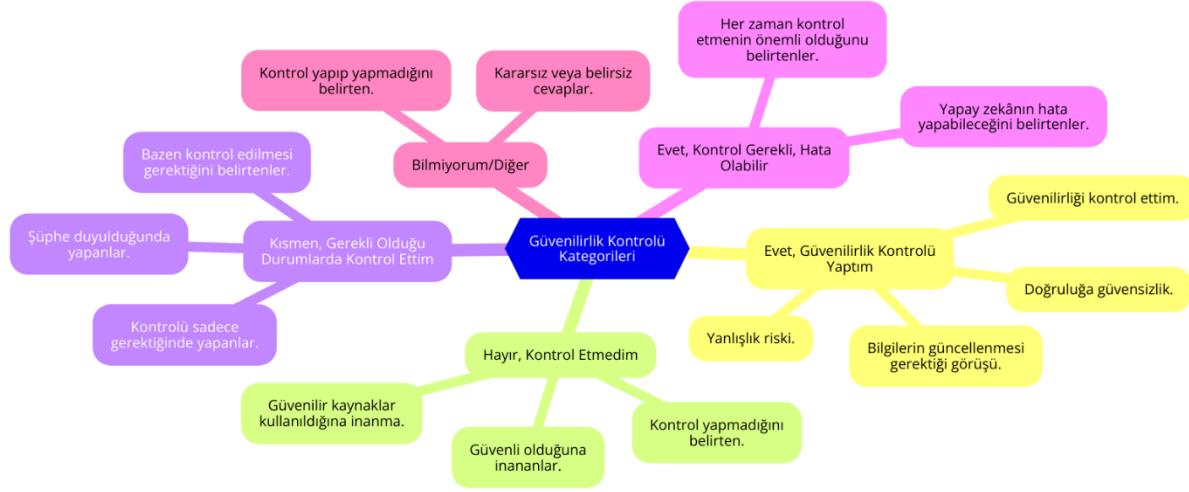 Güvenilirlik Kontrolü
Kategorileri
Evet, Kontrol Gerekli, Hata
Olabilir
Her zaman kontrol
etmenin önemli olduğunu
belirtenler.
Yapay zekânın hata
yapabileceğini belirtenler.
Evet, Güvenilirlik Kontrolü
Yaptım
Güvenilirliği kontrol ettim.
Doğruluğa güvensizlik.
Bilgilerin güncellenmesi
gerektiği görüşü.
Yanlışlık riski.
Hayır, Kontrol Etmedim
Kontrol yapmadığını
belirten.
Güvenli olduğuna
inananlar.
Güvenilir kaynaklar
kullanıldığına inanma.
Kısmen, Gerekli Olduğu
Durumlarda Kontrol Ettim
Bazen kontrol edilmesi
gerektiğini belirtenler.
Şüphe duyulduğunda
yapanlar.
Kontrolü sadece
gerektiğinde yapanlar.
Bilmiyorum/Diğer
Kontrol yapıp yapmadığını
belirten.
Kararsız veya belirsiz
cevaplar.